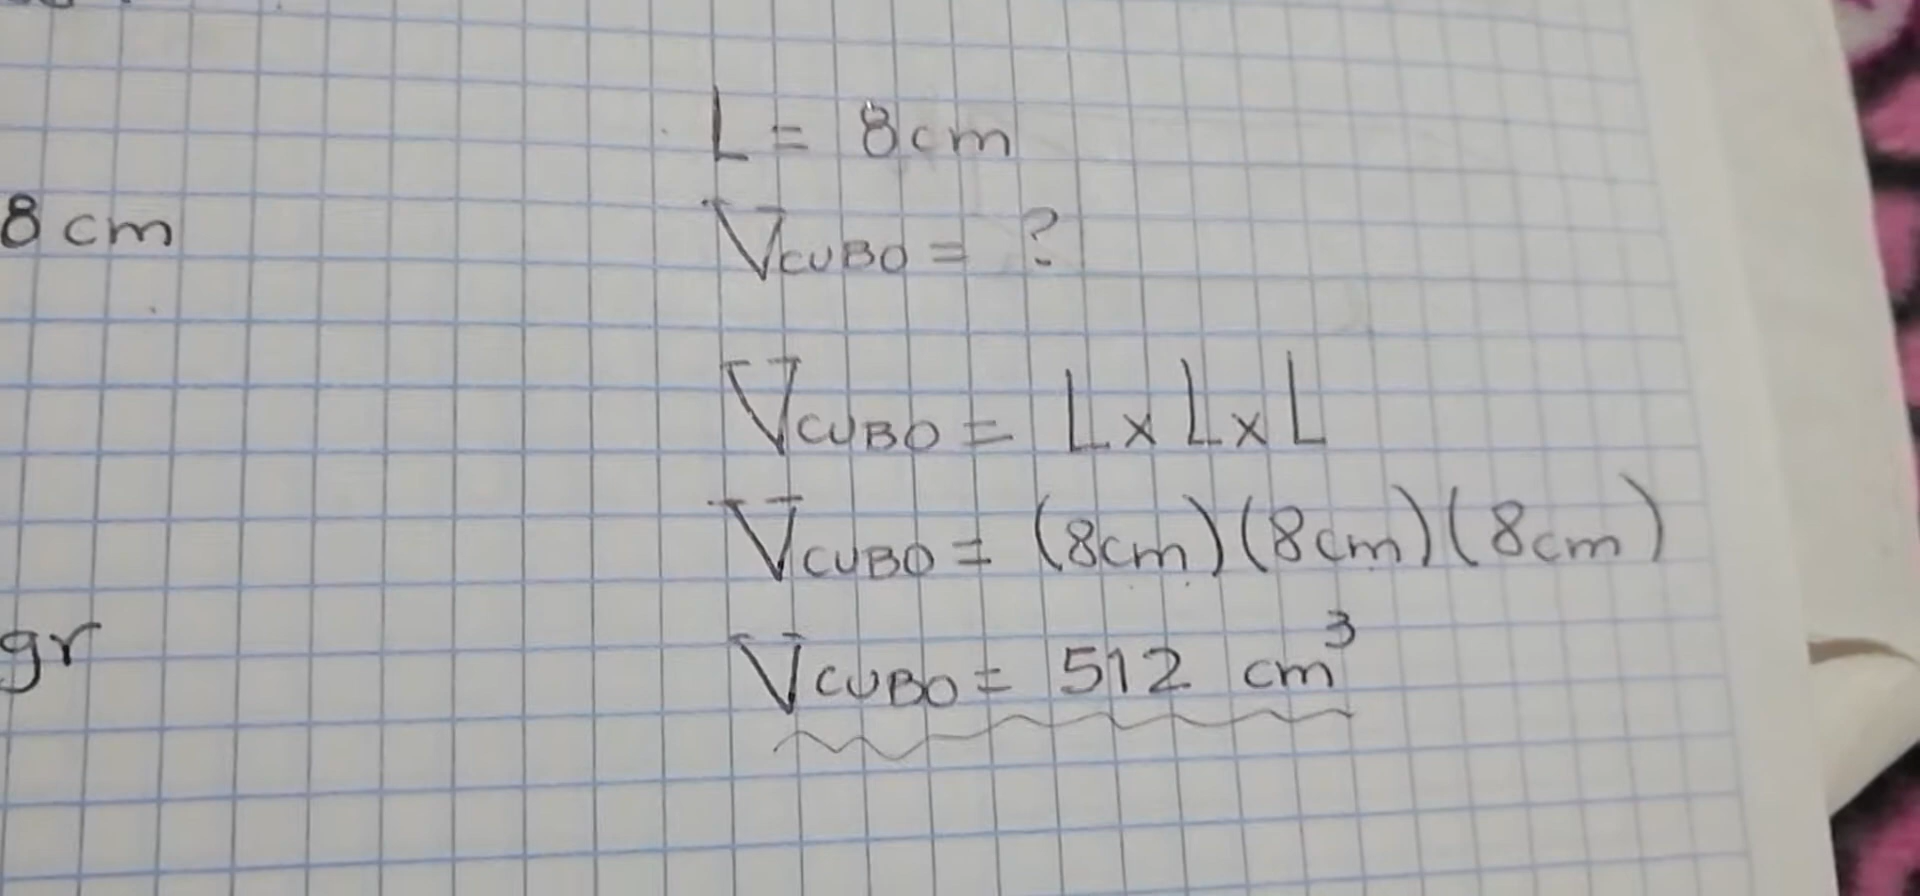 L = 8cm
8 cm
VCUBO = ?
VCUBO = L x L x L
VCUBO = (8cm)(8cm)(8cm)
gr
VCUBO = 512 cm³